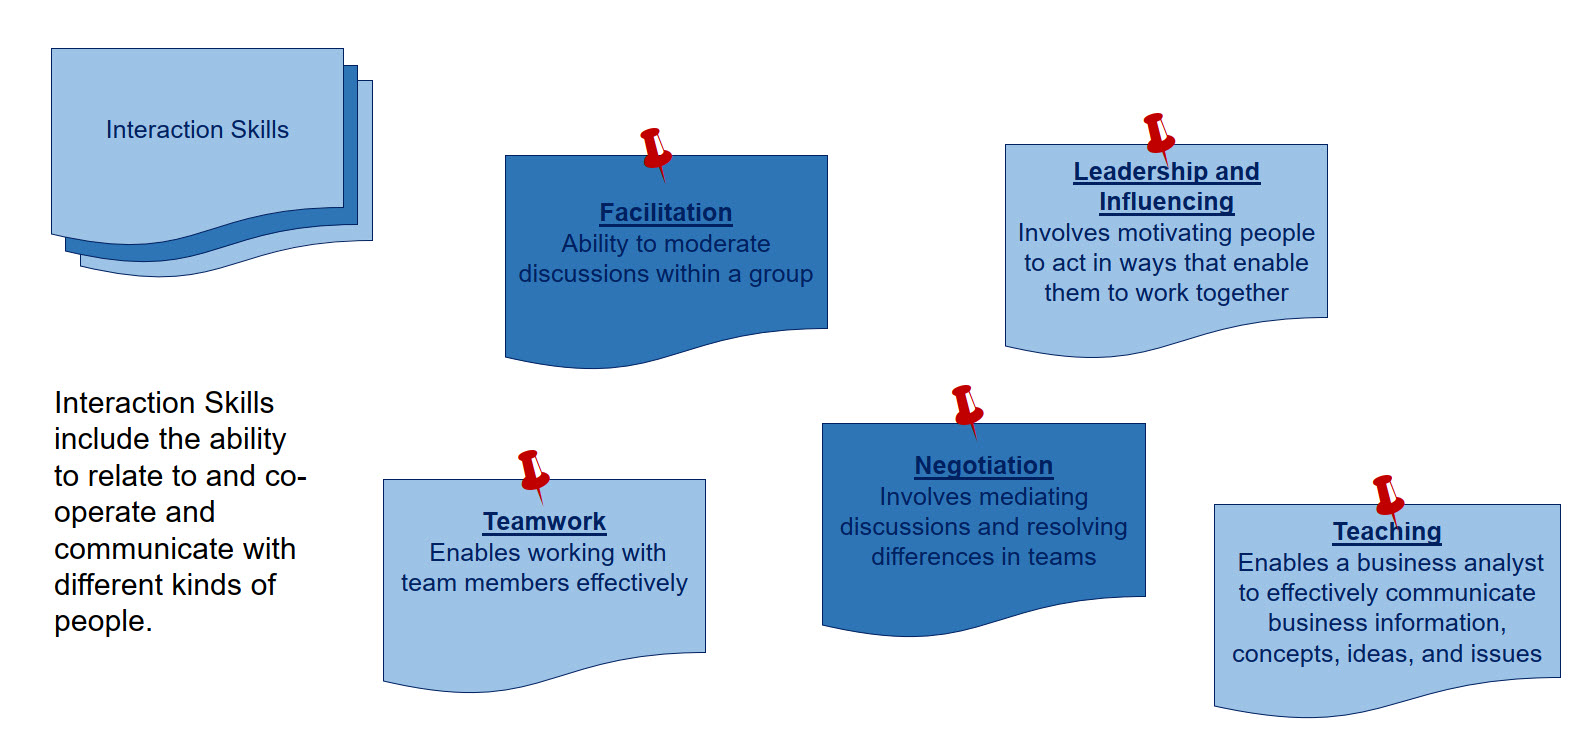 Interaction Skills
Facilitation
Ability to moderate
discussions within a group
Leadership and
Influencing
Involves motivating people
to act in ways that enable
them to work together
Interaction Skills
include the ability
to relate to and co-
operate and
communicate with
different kinds of
people.
Teamwork
Enables working with
team members effectively
Negotiation
Involves mediating
discussions and resolving
differences in teams
Teaching
Enables a business analyst
to effectively communicate
business information,
concepts, ideas, and issues